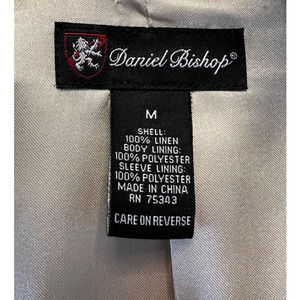 Daniel Bishop®
M
SHELL:
100% LINEN
BODY LINING:
100% POLYESTER
SLEEVE LINING:
100% POLYESTER
MADE IN CHINA
RN 75343
CARE ON REVERSE